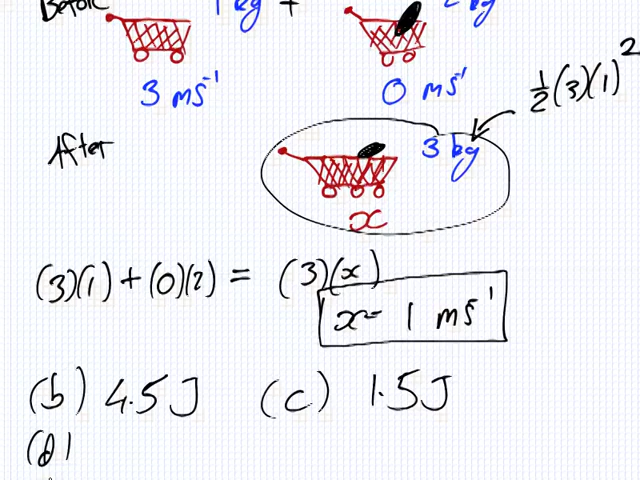 Before 1 kg + 2 kg
3 ms⁻¹ 0 ms⁻¹ ½(3)(1)²
After 3 kg
x
(3)(1) + (0)(2) = (3)(x)
x = 1 ms⁻¹
(b) 4.5 J (c) 1.5 J
(d)